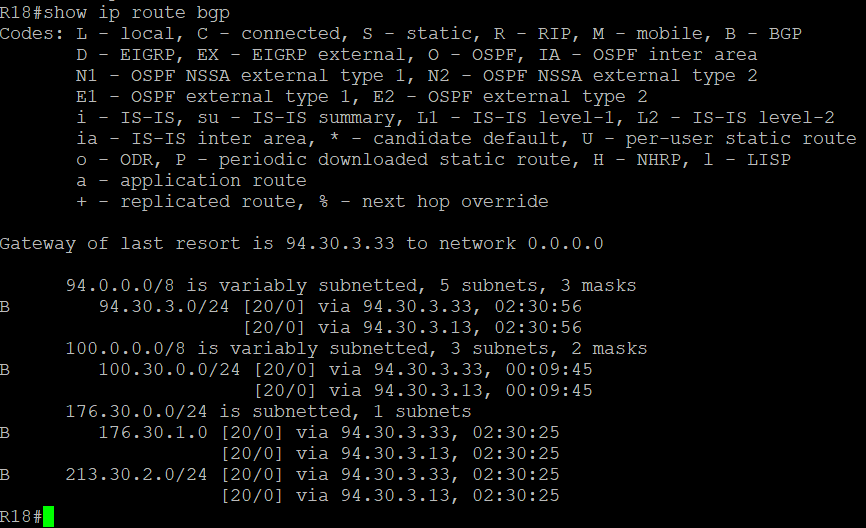 R18#show ip route bgp
Codes: L - local, C - connected, S - static, R - RIP, M - mobile, B - BGP
       D - EIGRP, EX - EIGRP external, O - OSPF, IA - OSPF inter area
       N1 - OSPF NSSA external type 1, N2 - OSPF NSSA external type 2
       E1 - OSPF external type 1, E2 - OSPF external type 2
       i - IS-IS, su - IS-IS summary, L1 - IS-IS level-1, L2 - IS-IS level-2
       ia - IS-IS inter area, * - candidate default, U - per-user static route
       o - ODR, P - periodic downloaded static route, H - NHRP, l - LISP
       a - application route
       + - replicated route, % - next hop override
Gateway of last resort is 94.30.3.33 to network 0.0.0.0
      94.0.0.0/8 is variably subnetted, 5 subnets, 3 masks
B        94.30.3.0/24 [20/0] via 94.30.3.33, 02:30:56
                      [20/0] via 94.30.3.13, 02:30:56
      100.0.0.0/8 is variably subnetted, 3 subnets, 2 masks
B        100.30.0.0/24 [20/0] via 94.30.3.33, 00:09:45
                       [20/0] via 94.30.3.13, 00:09:45
      176.30.0.0/24 is subnetted, 1 subnets
B        176.30.1.0 [20/0] via 94.30.3.33, 02:30:25
                    [20/0] via 94.30.3.13, 02:30:25
B     213.30.2.0/24 [20/0] via 94.30.3.33, 02:30:25
                    [20/0] via 94.30.3.13, 02:30:25
R18#